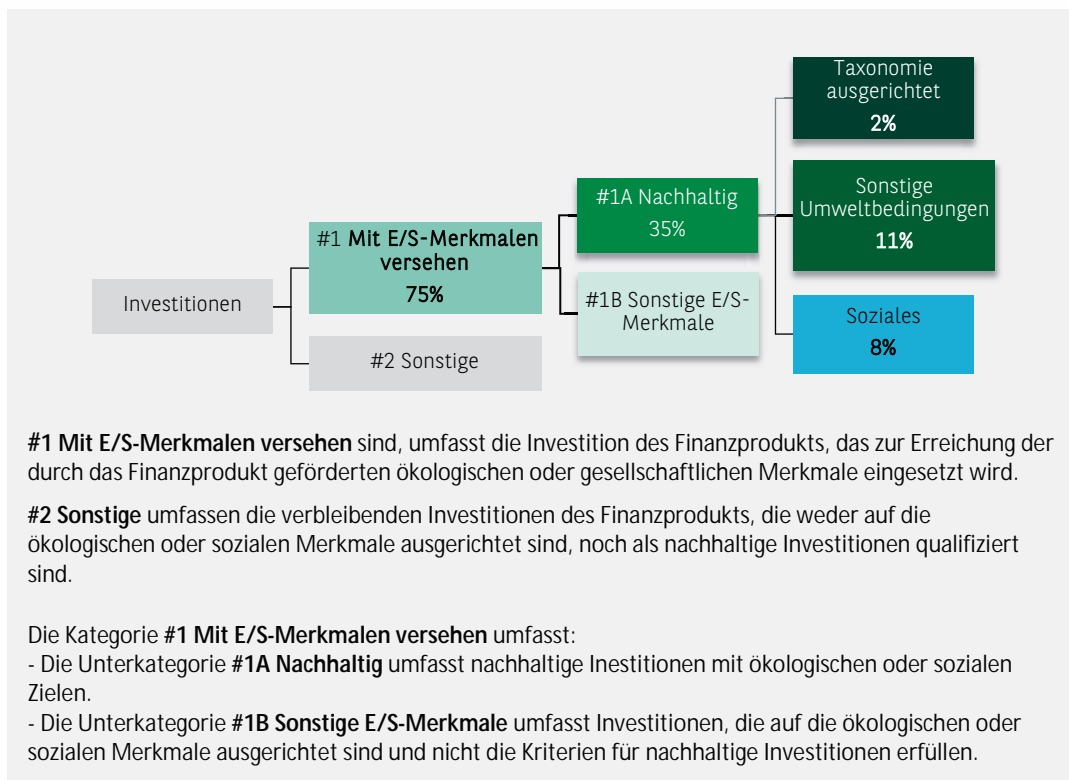 Taxonomie
ausgerichtet
2%
#1A Nachhaltig
35%
Sonstige
Umweltbedingungen
11%
#1 Mit E/S-Merkmalen
versehen
75%
Investitionen
#1B Sonstige E/S-
Merkmale
Soziales
8%
#2 Sonstige
#1 Mit E/S-Merkmalen versehen sind, umfasst die Investition des Finanzprodukts, das zur Erreichung der
durch das Finanzprodukt geförderten ökologischen oder gesellschaftlichen Merkmale eingesetzt wird.
#2 Sonstige umfassen die verbleibenden Investitionen des Finanzprodukts, die weder auf die
ökologischen oder sozialen Merkmale ausgerichtet sind, noch als nachhaltige Investitionen qualifiziert
sind.
Die Kategorie #1 Mit E/S-Merkmalen versehen umfasst:
- Die Unterkategorie #1A Nachhaltig umfasst nachhaltige Inestitionen mit ökologischen oder sozialen
Zielen.
- Die Unterkategorie #1B Sonstige E/S-Merkmale umfasst Investitionen, die auf die ökologischen oder
sozialen Merkmale ausgerichtet sind und nicht die Kriterien für nachhaltige Investitionen erfüllen.